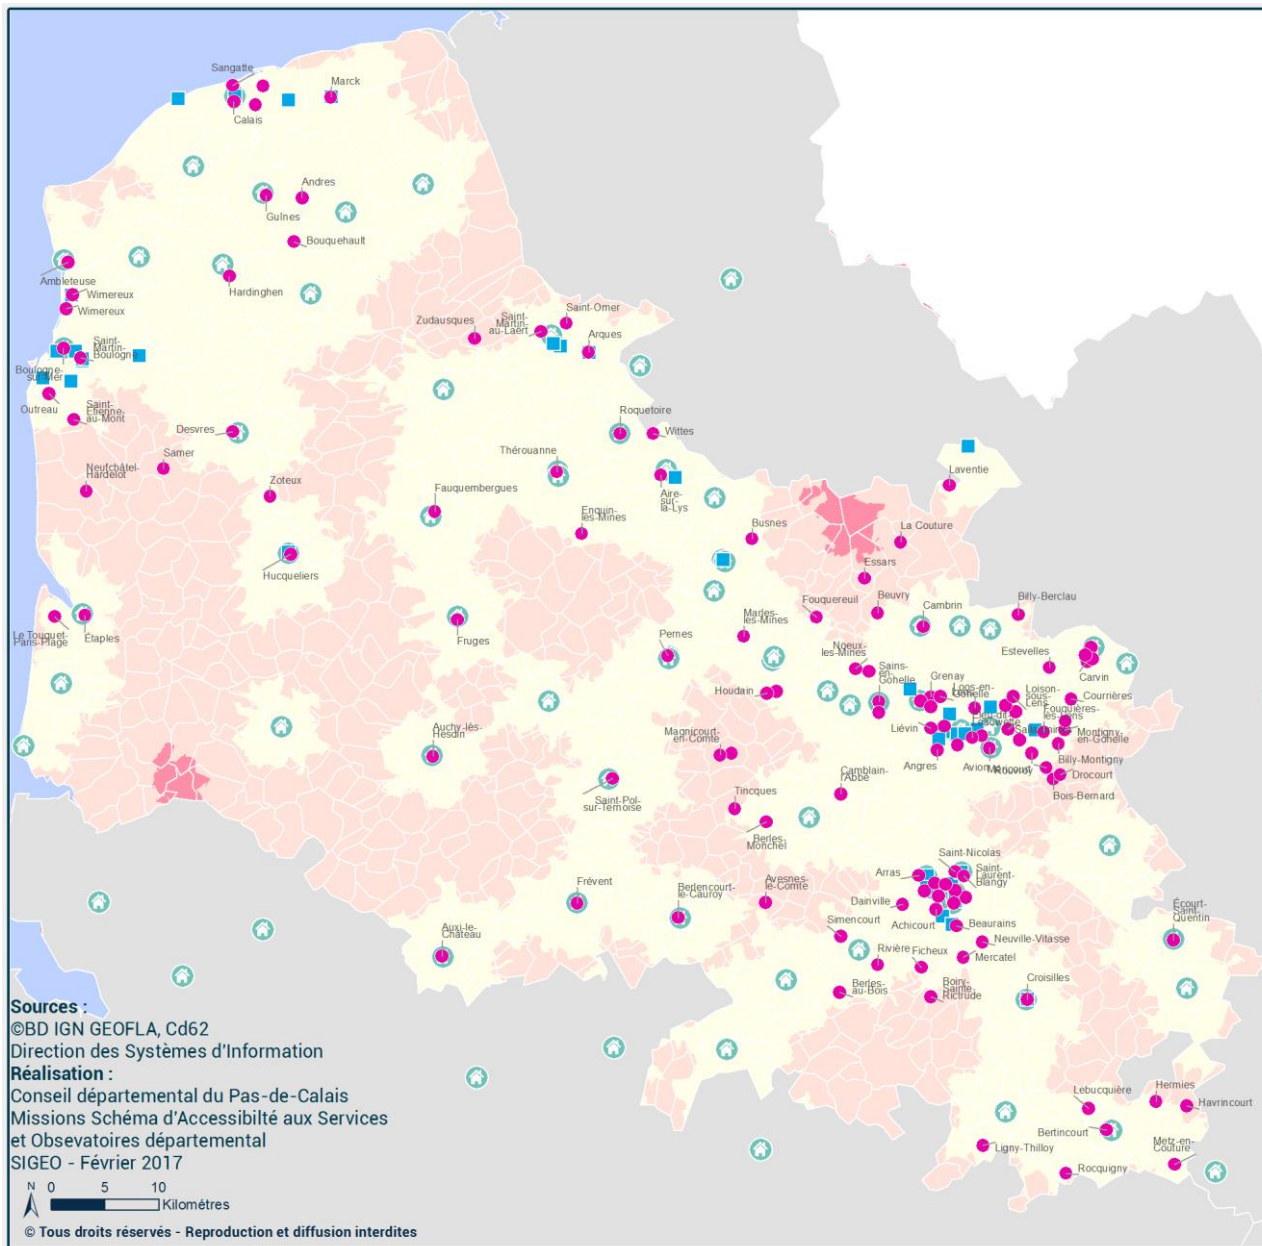 Sangatte
Marck
Calais
Andres
Guînes
Bouquehault
Ambleteuse
Hardinghen
Wimereux
Wimereux
Saint-Omer
Saint-
Martin-
au-Laërt
Zudausques
Arques
Saint-
Martin-
Boulogne
Boulogne-
sur-Mer
Outreau
Saint-
Etienne-
au-Mont
Desvres
Roquetoire
Wittes
Samer
Thérouanne
Laventie
Neufchâtel-
Hardelot
Zoteux
Fauquembergues
Aire-
sur-
la-Lys
Enquin-
les-Mines
Busnes
La Couture
Essars
Hucqueliers
Fouquereuil
Beuvry
Cambrin
Billy-Berclau
Le Touquet-
Paris-Plage
Étaples
Fruges
Marles-
les-Mines
Pernes
Noeux-
les-Mines
Sains-
en-
Gohelle
Estevelles
Carvin
Houdain
Grenay
Loos-en-
Gohelle
Loison-
sous-
Lens
Courrières
Fouquières-
lès-Lens
Liévin
Auchy-lès-
Hesdin
Magnicourt-
en-Comte
Montigny-
en-Gohelle
Angres
Avion
Rouvroy
Billy-Montigny
Drocourt
Bois-Bernard
Camblain-
l'Abbé
Saint-Pol-
sur-Ternoise
Tincques
Berles-
Monchel
Saint-Nicolas
Saint-
Laurent-
Blangy
Arras
Avesnes-
le-Comte
Dainville
Frévent
Berlencourt-
le-Cauroy
Achicourt
Beaurains
Écourt-
Saint-
Quentin
Simencourt
Neuville-Vitasse
Auxi-le-
Château
Rivière
Ficheux
Mercatel
Berles-
au-Bois
Boiry-
Sainte-
Rictrude
Croisilles
Lebucquière
Hermies
Havrincourt
Bertincourt
Ligny-Thilloy
Metz-en-
Couture
Rocquigny
Sources :
©BD IGN GEOFLA, Cd62
Direction des Systèmes d'Information
Réalisation :
Conseil départemental du Pas-de-Calais
Missions Schéma d'Accessibilté aux Services
et Obsevatoires départemental
SIGEO - Février 2017
N 0 5 10
Kilométres
© Tous droits réservés - Reproduction et diffusion interdites